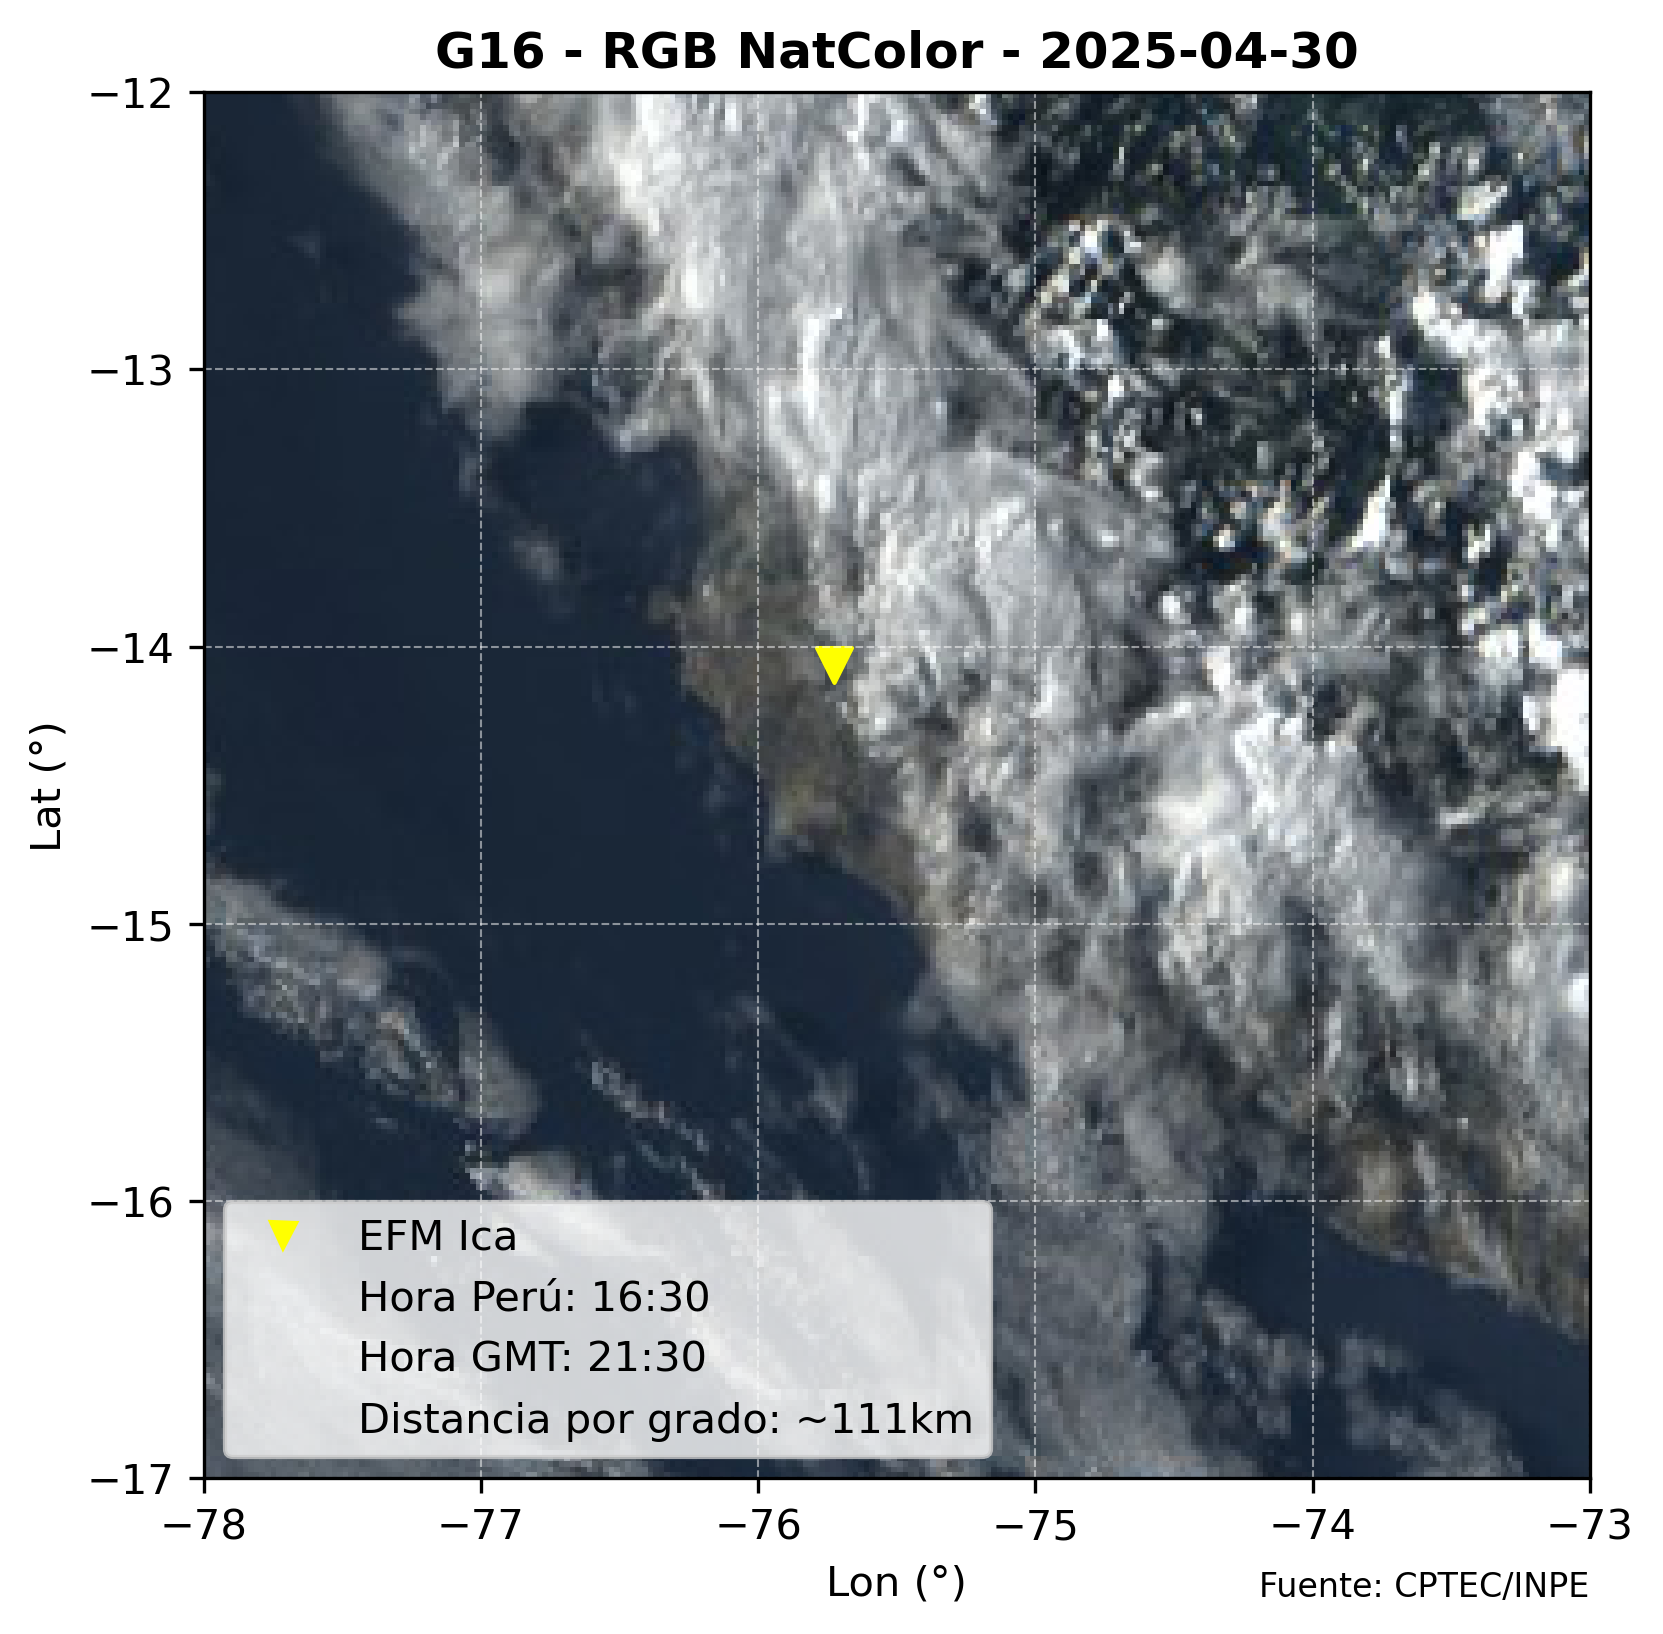 G16 - RGB NatColor - 2025-04-30
−12
−13
−14
−15
−16
−17
Lat (°)
EFM Ica
Hora Perú: 16:30
Hora GMT: 21:30
Distancia por grado: ~111km
−78 −77 −76 −75 −74 −73
Lon (°)
Fuente: CPTEC/INPE